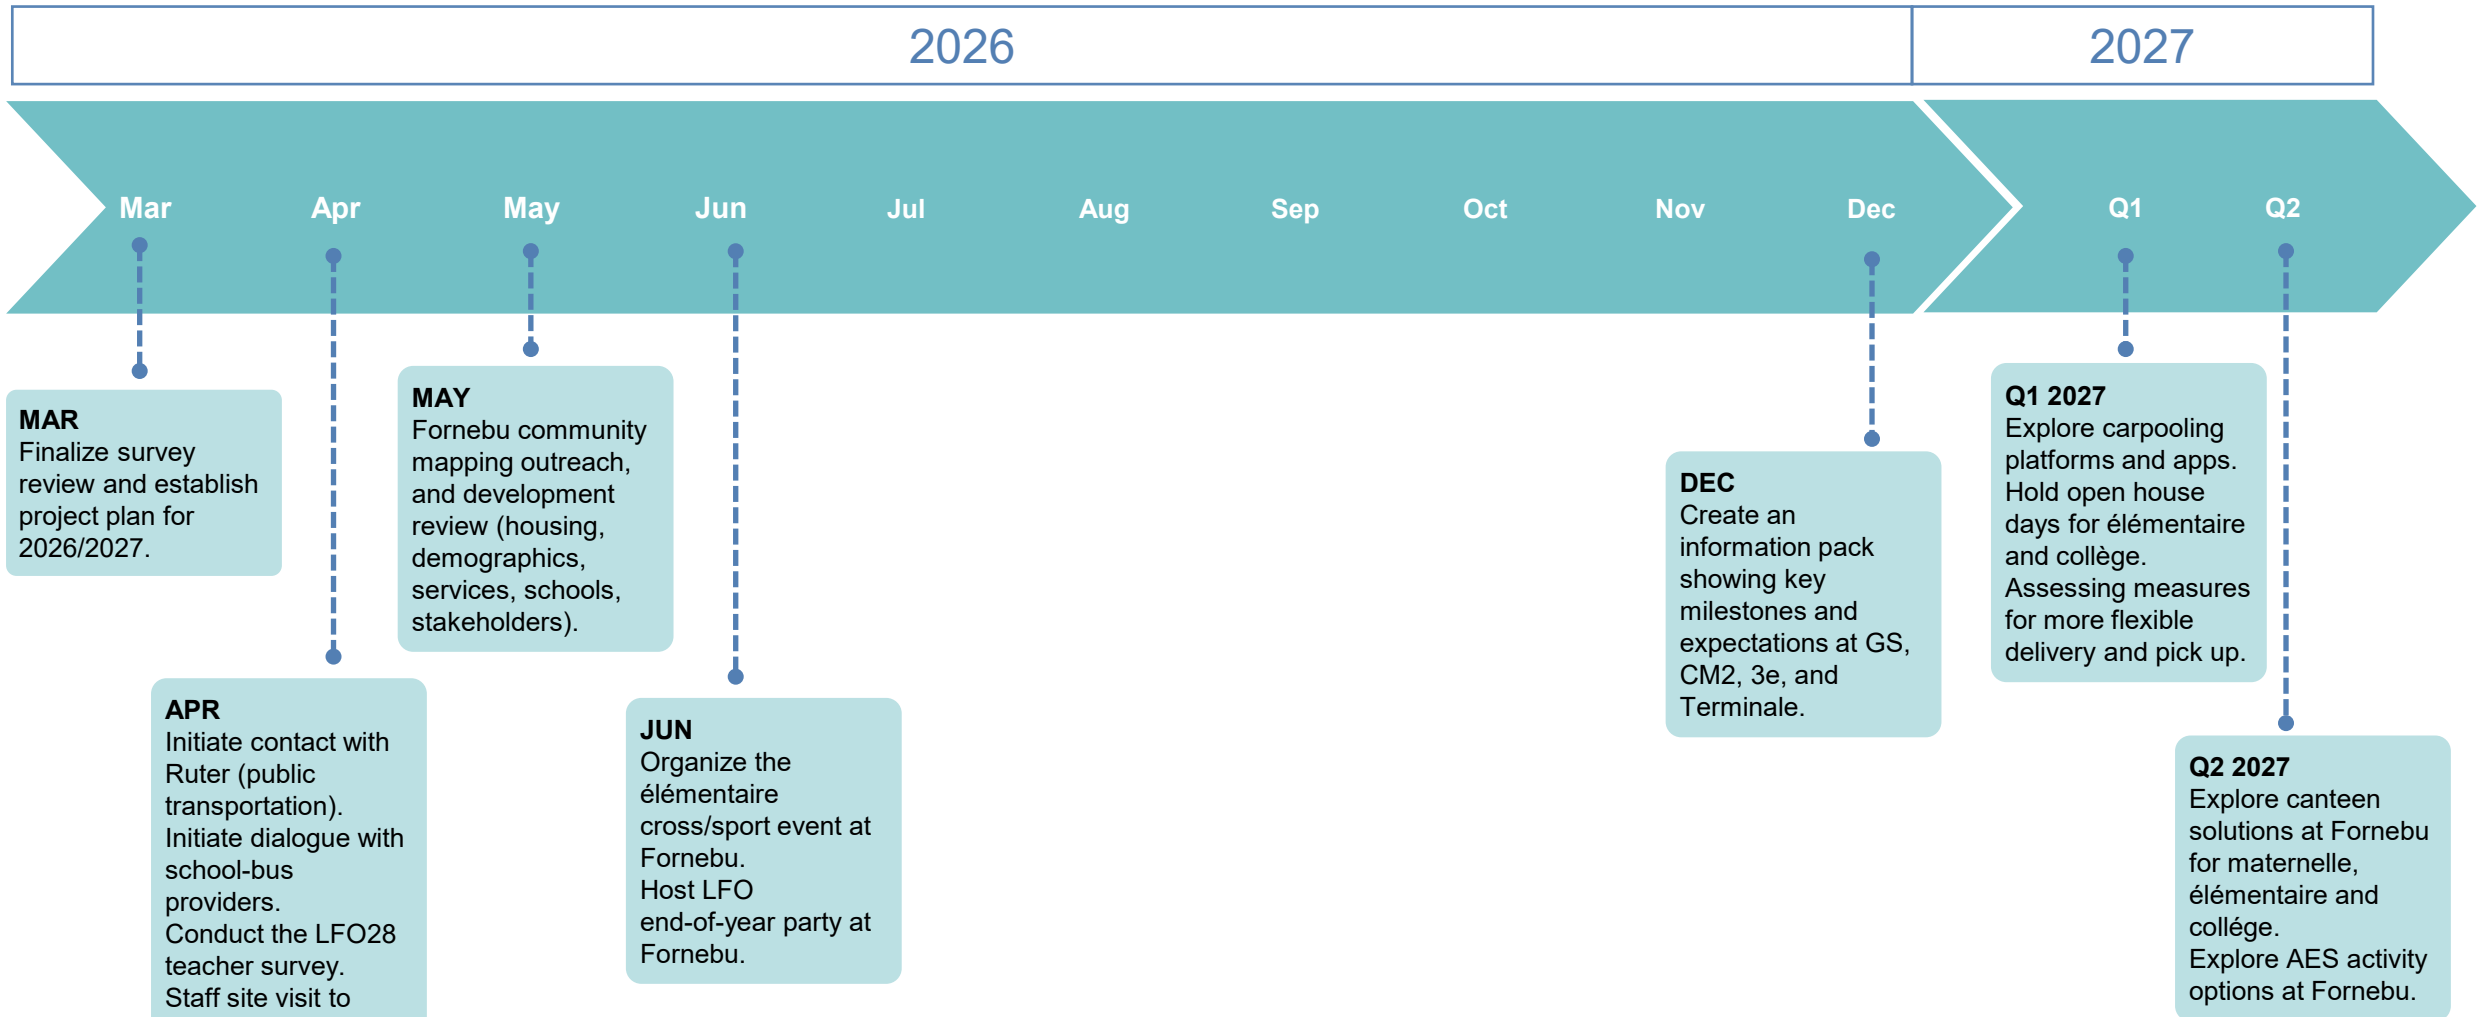 2026
2027
Mar
Apr
May
Jun
Jul
Aug
Sep
Oct
Nov
Dec
Q1
Q2
MAR
Finalize survey
review and establish
project plan for
2026/2027.
APR
Initiate contact with
Ruter (public
transportation).
Initiate dialogue with
school-bus
providers.
Conduct the LFO28
teacher survey.
Staff site visit to
MAY
Fornebu community
mapping outreach,
and development
review (housing,
demographics,
services, schools,
stakeholders).
JUN
Organize the
élémentaire
cross/sport event at
Fornebu.
Host LFO
end-of-year party at
Fornebu.
DEC
Create an
information pack
showing key
milestones and
expectations at GS,
CM2, 3e, and
Terminale.
Q1 2027
Explore carpooling
platforms and apps.
Hold open house
days for élémentaire
and collège.
Assessing measures
for more flexible
delivery and pick up.
Q2 2027
Explore canteen
solutions at Fornebu
for maternelle,
élémentaire and
collége.
Explore AES activity
options at Fornebu.